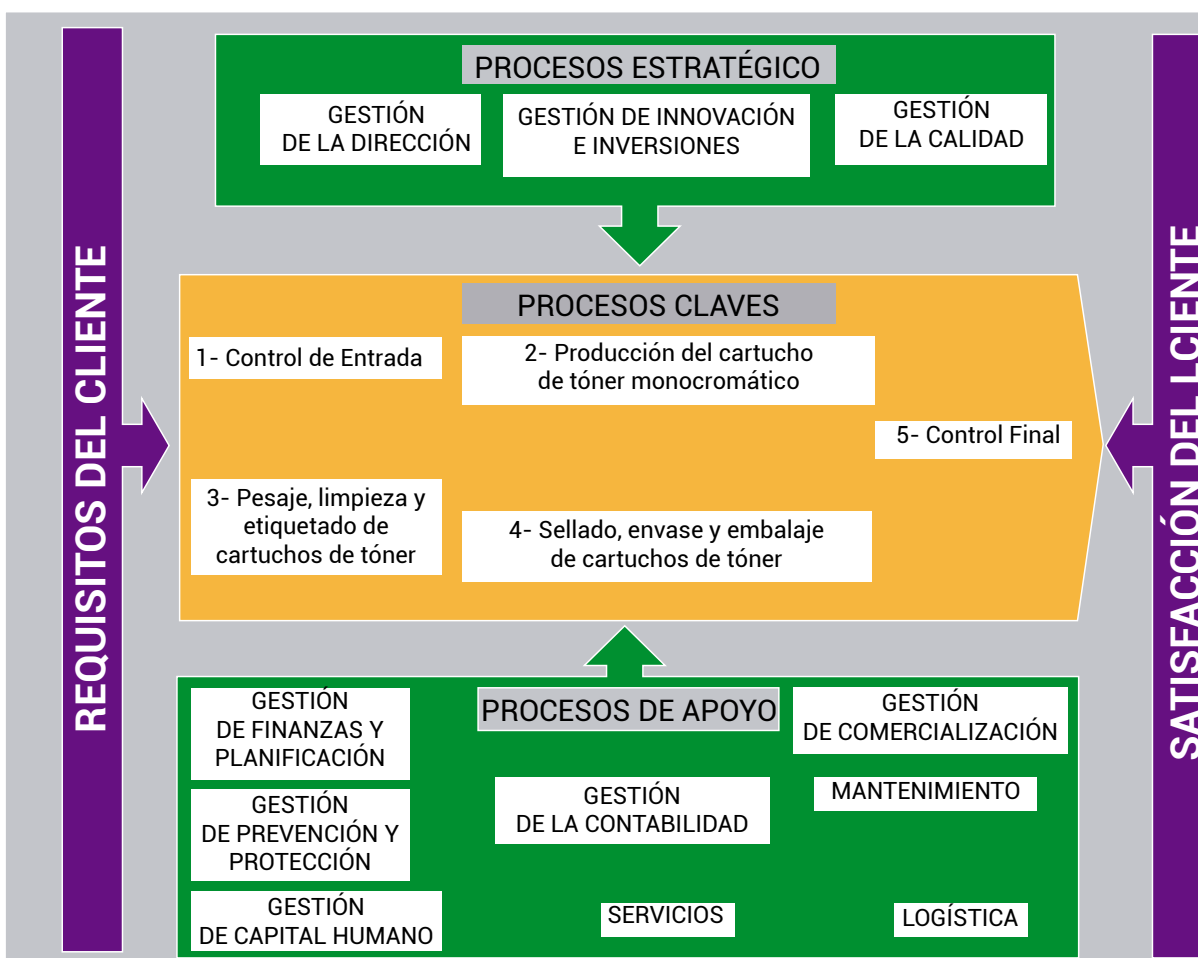 REQUISITOS DEL CLIENTE
PROCESOS ESTRATÉGICO
GESTIÓN
DE LA DIRECCIÓN
GESTIÓN DE INNOVACIÓN
E INVERSIONES
GESTIÓN
DE LA CALIDAD
PROCESOS CLAVES
1- Control de Entrada
2- Producción del cartucho
de tóner monocromático
5- Control Final
3- Pesaje, limpieza y
etiquetado de
cartuchos de tóner
4- Sellado, envase y embalaje
de cartuchos de tóner
PROCESOS DE APOYO
GESTIÓN
DE FINANZAS Y
PLANIFICACIÓN
GESTIÓN
DE COMERCIALIZACIÓN
GESTIÓN
DE PREVENCIÓN Y
PROTECCIÓN
GESTIÓN
DE LA CONTABILIDAD
MANTENIMIENTO
GESTIÓN
DE CAPITAL HUMANO
SERVICIOS
LOGÍSTICA
SATISFACCIÓN DEL LCIENTE